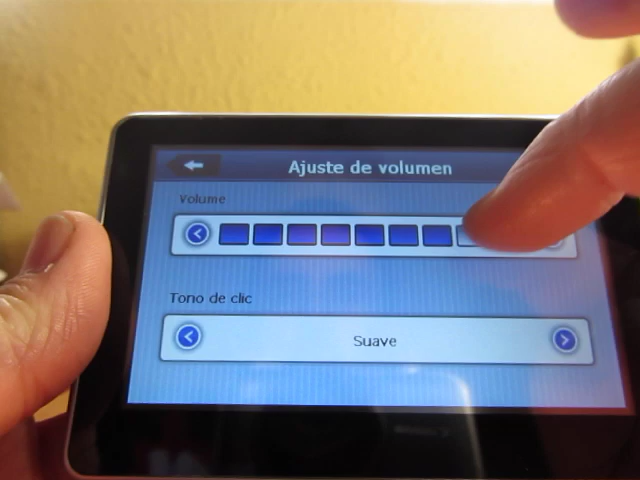 Ajuste de volumen
Volume
Tono de clic
Suave